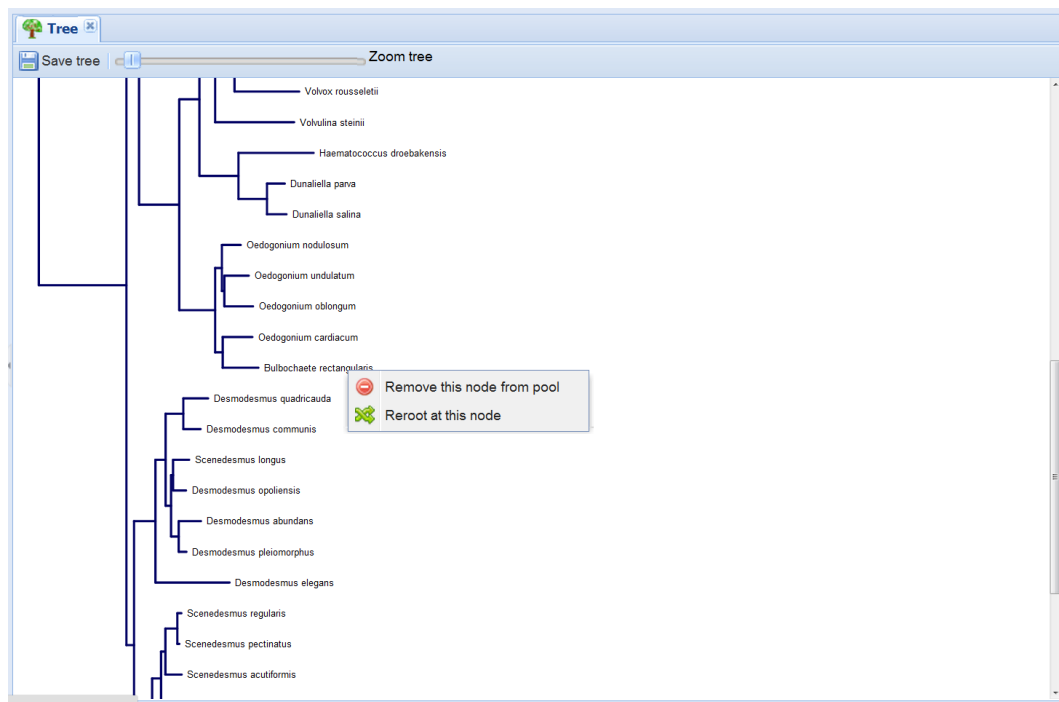 Tree
Save tree
Zoom tree
Volvox rousseletii
Volvulina steinii
Haematococcus droebakensis
Dunaliella parva
Dunaliella salina
Oedogonium nodulosum
Oedogonium undulatum
Oedogonium oblongum
Oedogonium cardiacum
Bulbochaete rectangularis
Remove this node from pool
Reroot at this node
Desmodesmus quadricauda
Desmodesmus communis
Scenedesmus longus
Desmodesmus opoliensis
Desmodesmus abundans
Desmodesmus pleiomorphus
Desmodesmus elegans
Scenedesmus regularis
Scenedesmus pectinatus
Scenedesmus acutiformis